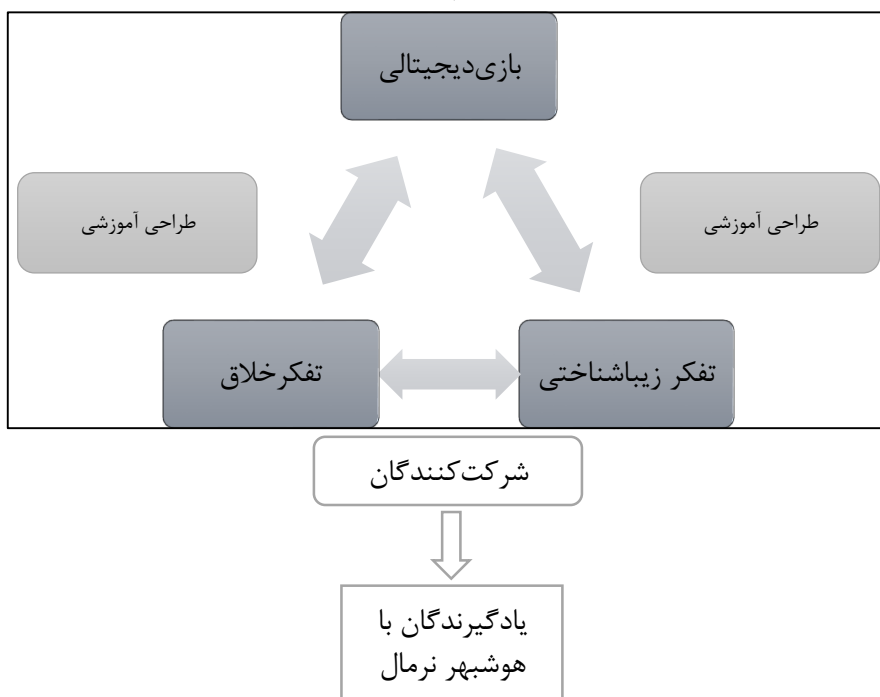 بازی‌دیجیتالی
طراحی آموزشی
طراحی آموزشی
تفکر زیباشناختی
تفکرخلاق
شرکت‌کنندگان
یادگیرندگان با
هوشبهر نرمال